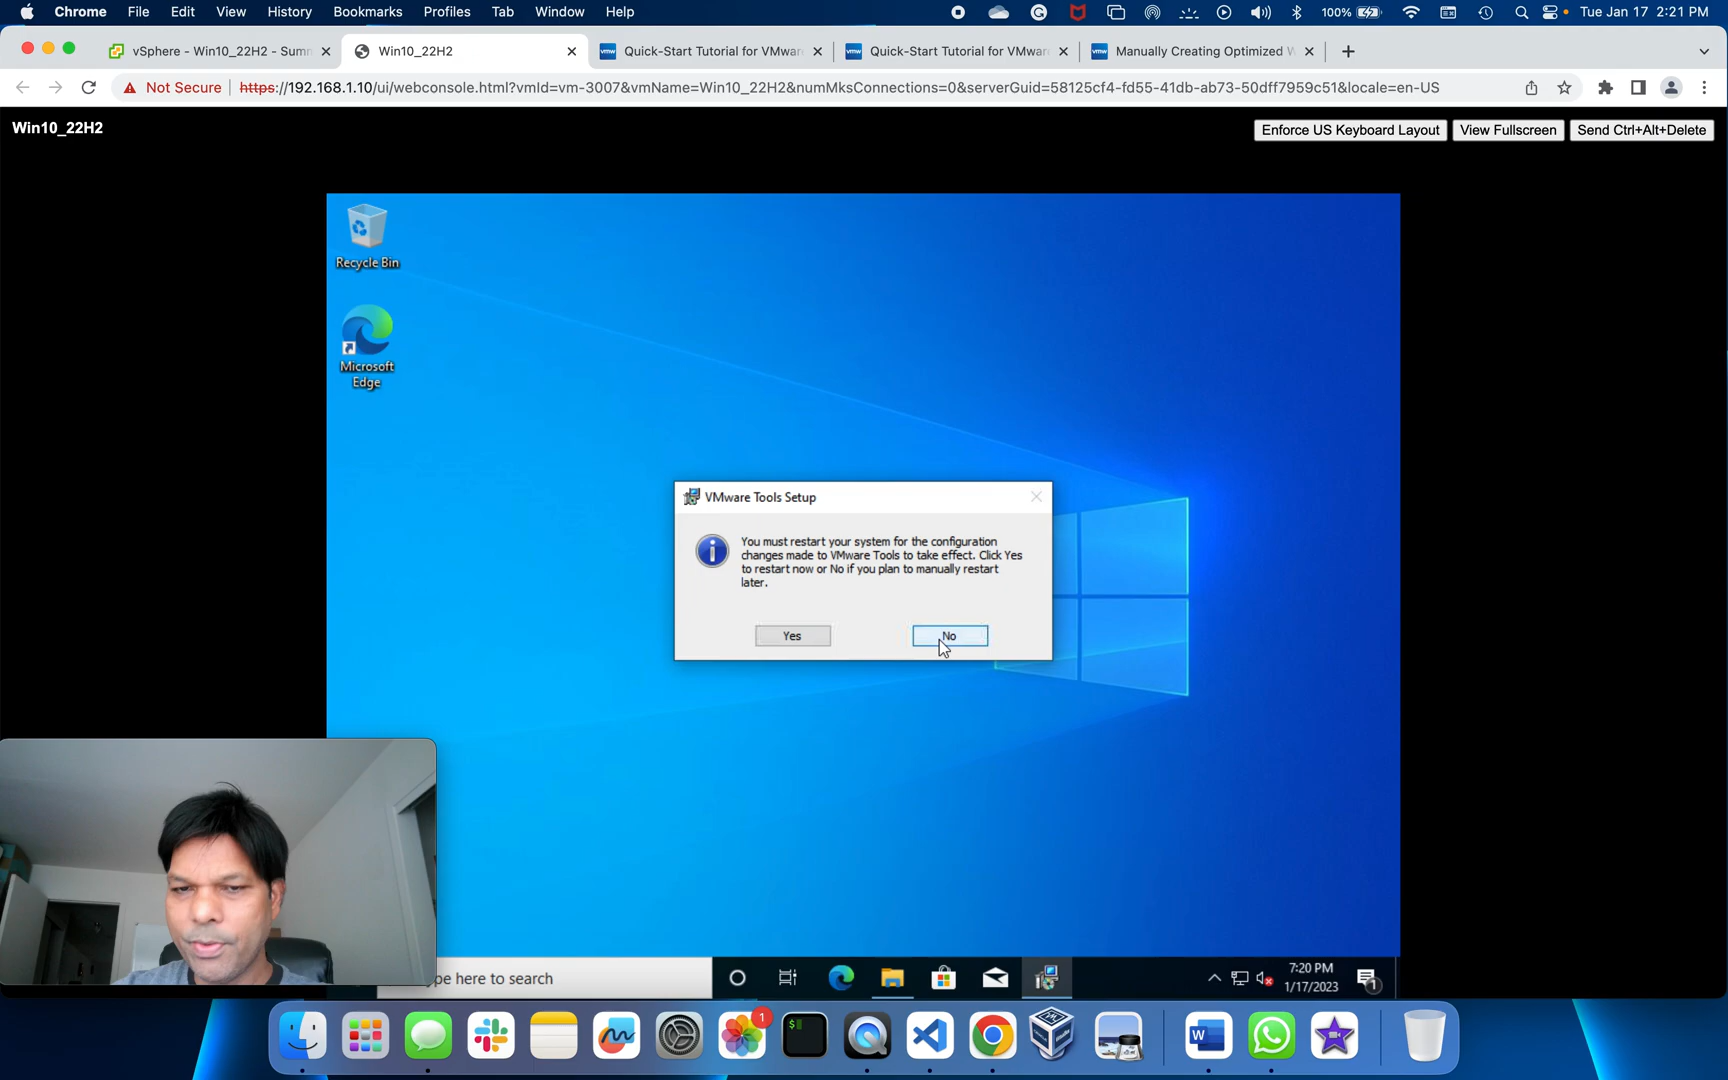 Chrome File Edit View History Bookmarks Profiles Tab Window Help 100% Tue Jan 17 2:21 PM
vSphere - Win10_22H2 - Sum
Win10_22H2
Quick-Start Tutorial for VMwar
Quick-Start Tutorial for VMwar
Manually Creating Optimized
Not Secure https://192.168.1.10/ui/webconsole.html?vmId=vm-3007&vmName=Win10_22H2&numMksConnections=0&serverGuid=58125cf4-fd55-41db-ab73-50dff7959c51&locale=en-US
Win10_22H2
Enforce US Keyboard Layout
View Fullscreen
Send Ctrl+Alt+Delete
Recycle Bin
Microsoft
Edge
VMware Tools Setup
You must restart your system for the configuration
changes made to VMware Tools to take effect. Click Yes
to restart now or No if you plan to manually restart
later.
Yes
No
pe here to search
7:20 PM
1/17/2023
1
1